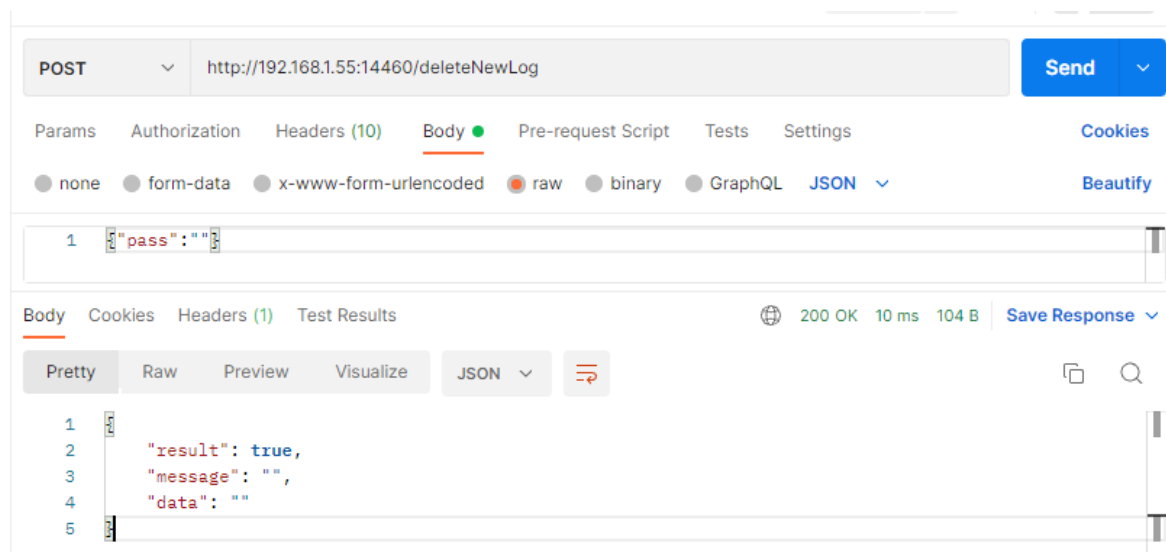 POST http://192.168.1.55:14460/deleteNewLog Send
Params Authorization Headers (10) Body Pre-request Script Tests Settings Cookies
none form-data x-www-form-urlencoded raw binary GraphQL JSON Beautify
1 {"pass":""}
Body Cookies Headers (1) Test Results 200 OK 10 ms 104 B Save Response
Pretty Raw Preview Visualize JSON
1 {
2 "result": true,
3 "message": "",
4 "data": ""
5 }